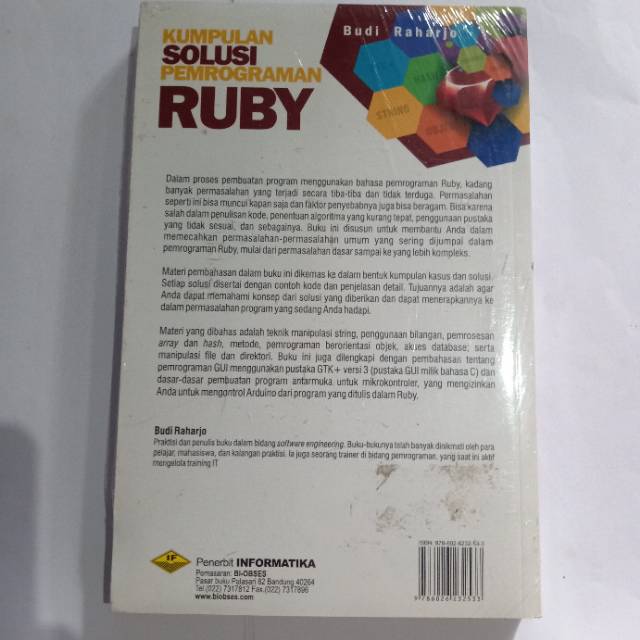 KUMPULAN
SOLUSI
PEMROGRAMAN
RUBY
Budi Raharjo
HASH
STRING
Dalam proses pembuatan program menggunakan bahasa pemrograman Ruby, kadang
banyak permasalahan yang terjadi secara tiba-tiba dan tidak terduga. Permasalahan
seperti ini bisa muncul kapan saja dan faktor penyebabnya juga bisa beragam. Bisa karena
salah dalam penulisan kode, penentuan algoritma yang kurang tepat, penggunaan pustaka
yang tidak sesuai, dan sebagainya. Buku ini disusun untuk membantu Anda dalam
memecahkan permasalahan-permasalahan umum yang sering dijumpai dalam
pemrograman Ruby, mulai dari permasalahan dasar sampai ke yang lebih kompleks.
Materi pembahasan dalam buku ini dikemas ke dalam bentuk kumpulan kasus dan solusi.
Setiap solusi disertai dengan contoh kode dan penjelasan detail. Tujuannya adalah agar
Anda dapat memahami konsep dari solusi yang diberikan dan dapat menerapkannya ke
dalam permasalahan program yang sedang Anda hadapi.
Materi yang dibahas adalah teknik manipulasi string, penggunaan bilangan, pemrosesan
array dan hash, metode, pemrograman berorientasi objek, akses database, serta
manipulasi file dan direktori. Buku ini juga dilengkapi dengan pembahasan tentang
pemrograman GUI menggunakan pustaka GTK+ versi 3 (pustaka GUI milik bahasa C) dan
dasar-dasar pembuatan program antarmuka untuk mikrokontroler, yang mengizinkan
Anda untuk mengontrol Arduino dari program yang ditulis dalam Ruby.
Budi Raharjo
Praktisi dan penulis buku dalam bidang software engineering. Buku-bukunya telah banyak dinikmati oleh para
pelajar, mahasiswa, dan kalangan praktisi. Ia juga seorang trainer di bidang pemrograman, yang saat ini aktif
mengelola training IT
IF
Penerbit INFORMATIKA
Pemasaran: BI-OBSES
Pasar buku Palasari 82 Bandung 40264
Tel.(022) 7317812 Fax.(022) 7317896
www.biobses.com
ISBN: 978-602-6232-53-3
9 786026 232533